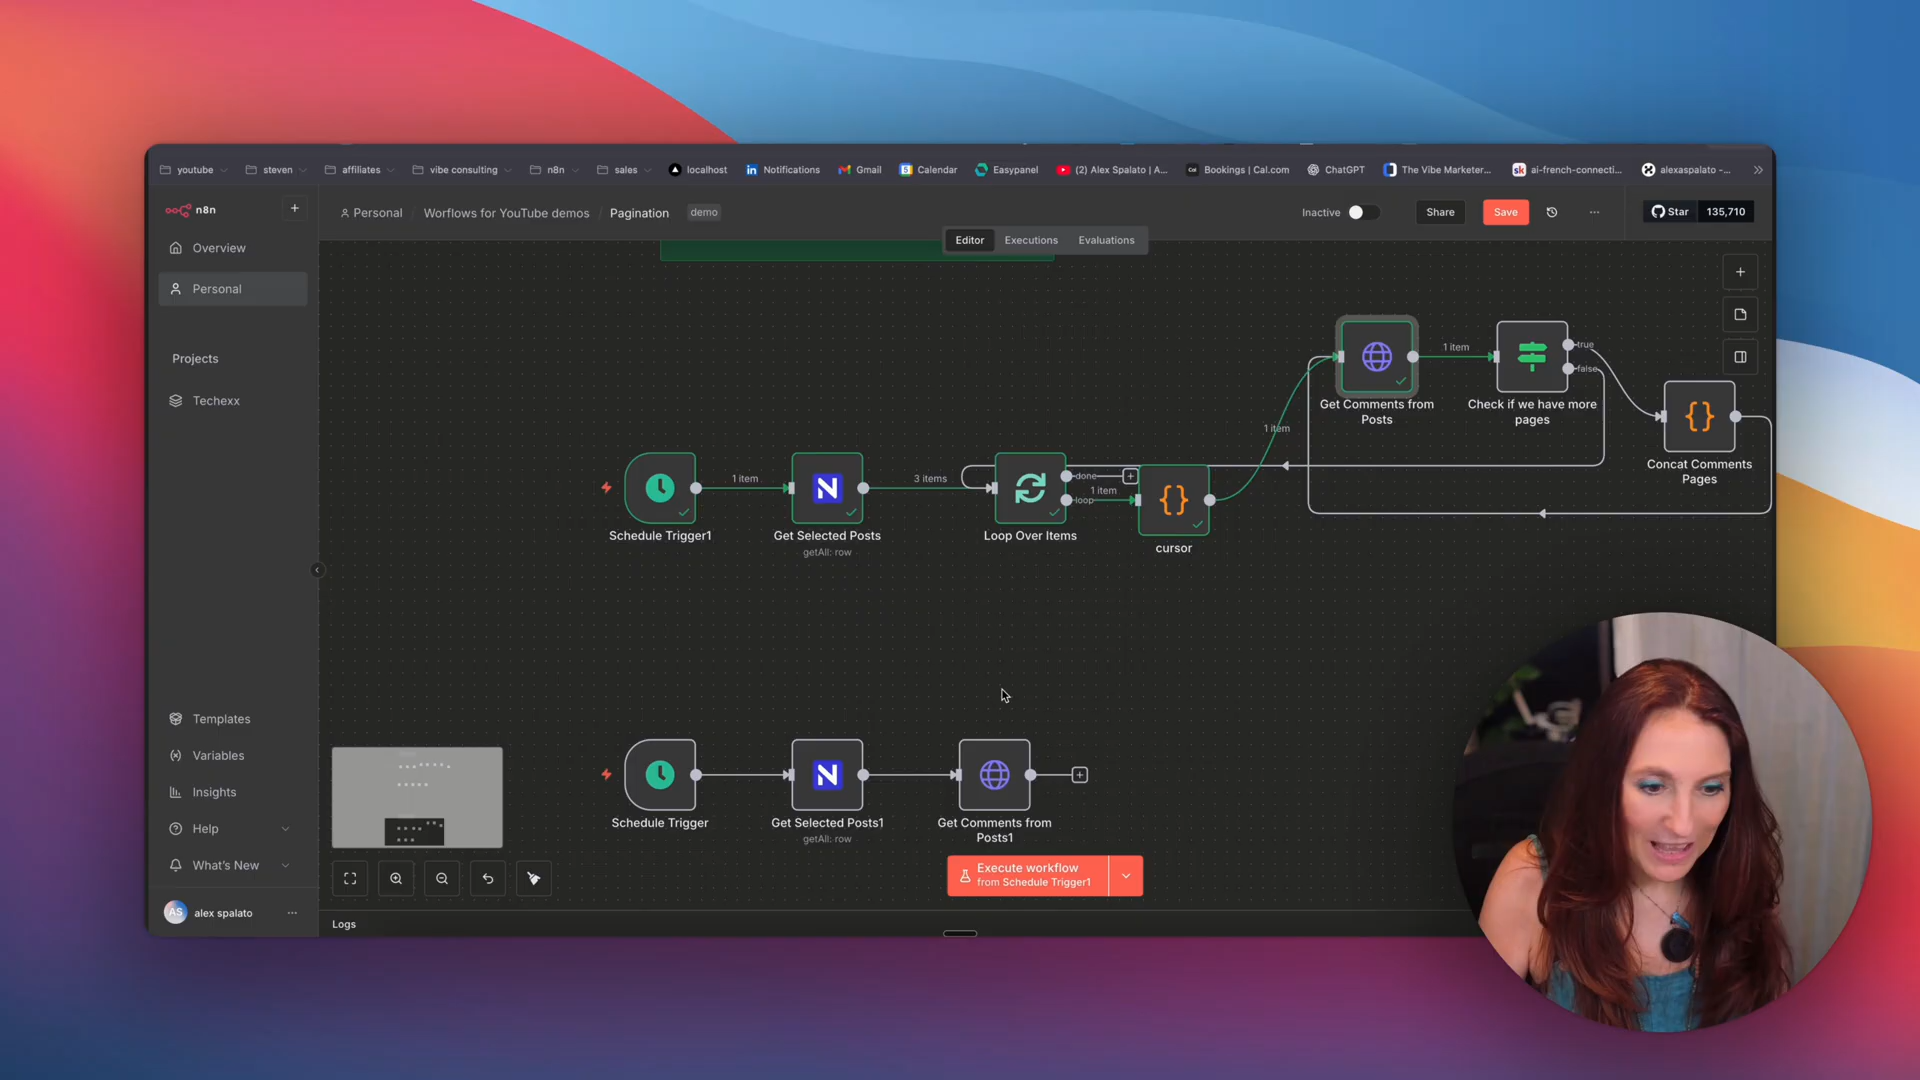 youtube steven affiliates vibe consulting n8n sales localhost Notifications Gmail Calendar Easypanel (2) Alex Spalato | A... Bookings | Cal.com ChatGPT The Vibe Marketer... ai-french-connecti... alexaspalato -...
n8n
Personal / Worflows for YouTube demos / Pagination demo
Inactive Share Save ... Star 135,710
Editor Executions Evaluations
Overview
Personal
Projects
Techexx
Templates
Variables
Insights
Help
What's New
AS alex spalato ...
Get Comments from
Posts
1 item
Check if we have more
pages
true
false
Concat Comments
Pages
Schedule Trigger1
1 item
Get Selected Posts
getAll: row
3 items
Loop Over Items
done
loop
1 item
cursor
1 item
Schedule Trigger
Get Selected Posts1
getAll: row
Get Comments from
Posts1
Execute workflow
from Schedule Trigger1
Logs